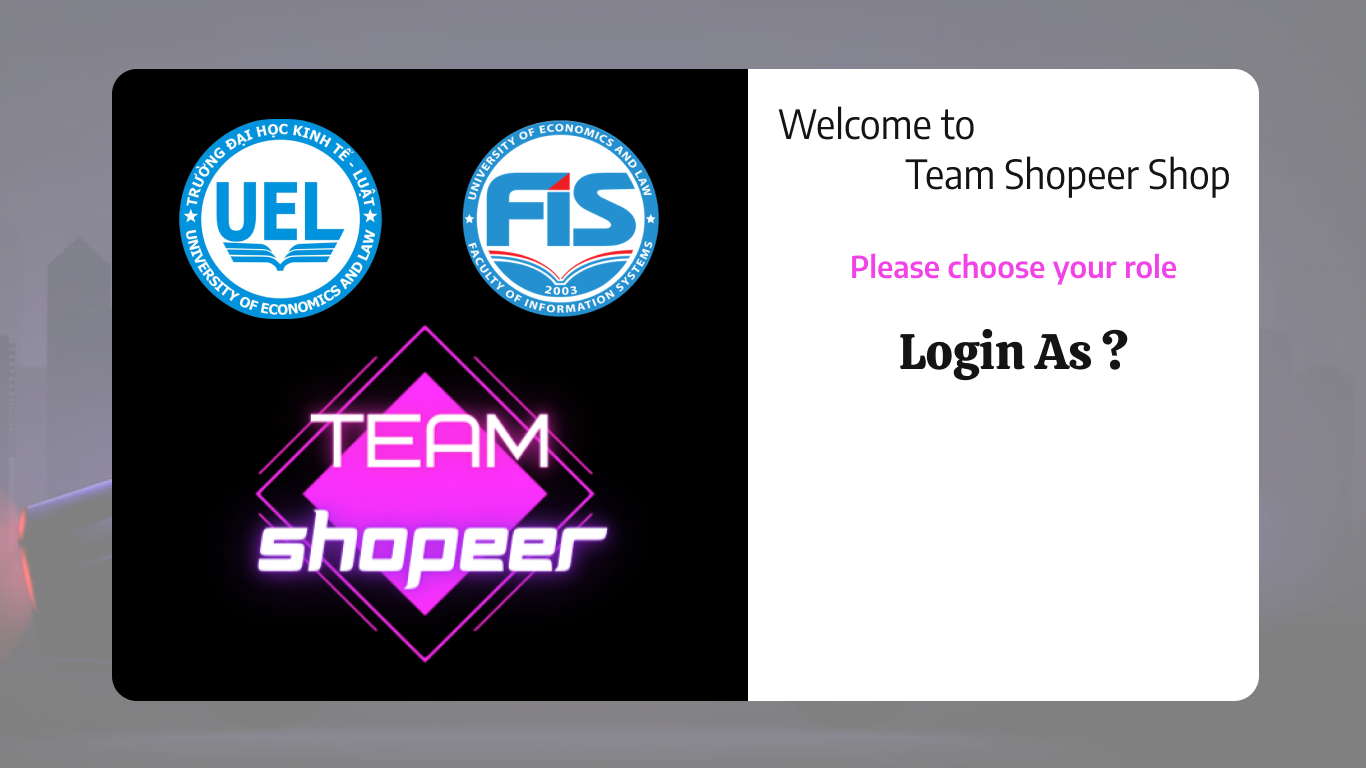 TRƯỜNG ĐẠI HỌC KINH TẾ - LUẬT
UEL
UNIVERSITY OF ECONOMICS AND LAW
UNIVERSITY OF ECONOMICS AND LAW
FIS
2003
FACULTY OF INFORMATION SYSTEMS
TEAM
shopeer
Welcome to
Team Shopeer Shop
Please choose your role
Login As ?